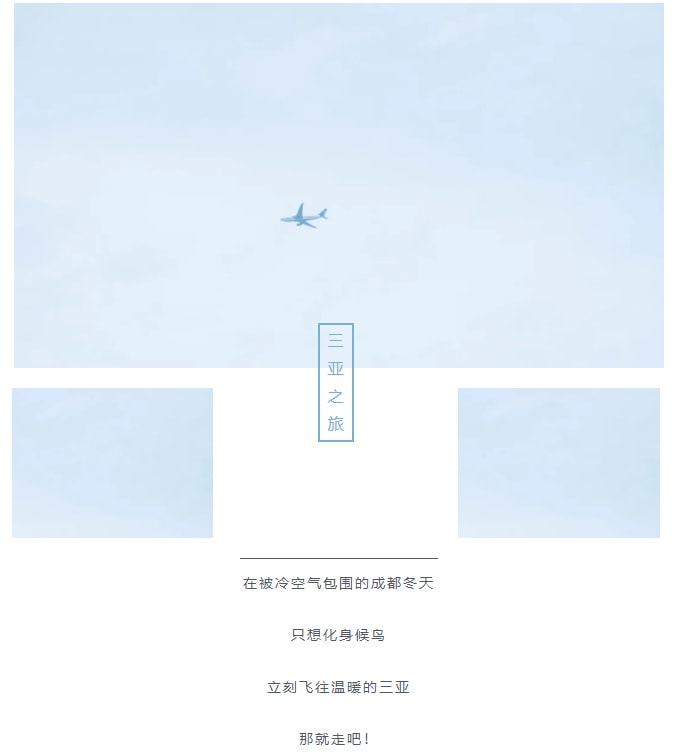 三亚之旅
在被冷空气包围的成都冬天
只想化身候鸟
立刻飞往温暖的三亚
那就走吧！